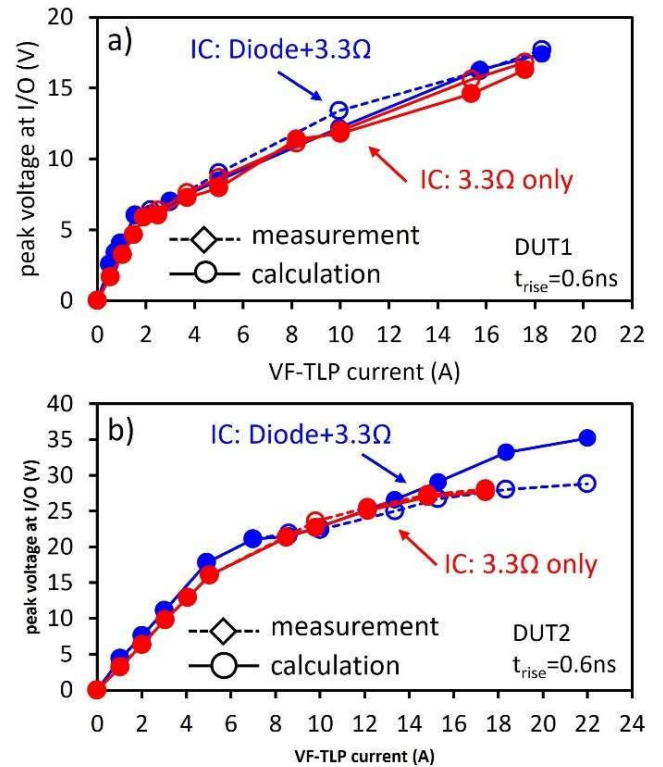 20
a)
IC: Diode+3.3Ω
15
10
IC: 3.3Ω only
5
measurement
DUT1
calculation
t_rise=0.6ns
0
0 2 4 6 8 10 12 14 16 18 20 22
peak voltage at I/O (V)
VF-TLP current (A)
40
b)
35
IC: Diode+3.3Ω
30
25
20
IC: 3.3Ω only
15
10
measurement
DUT2
5
calculation
t_rise=0.6ns
0
0 2 4 6 8 10 12 14 16 18 20 22 24
peak voltage at I/O (V)
VF-TLP current (A)